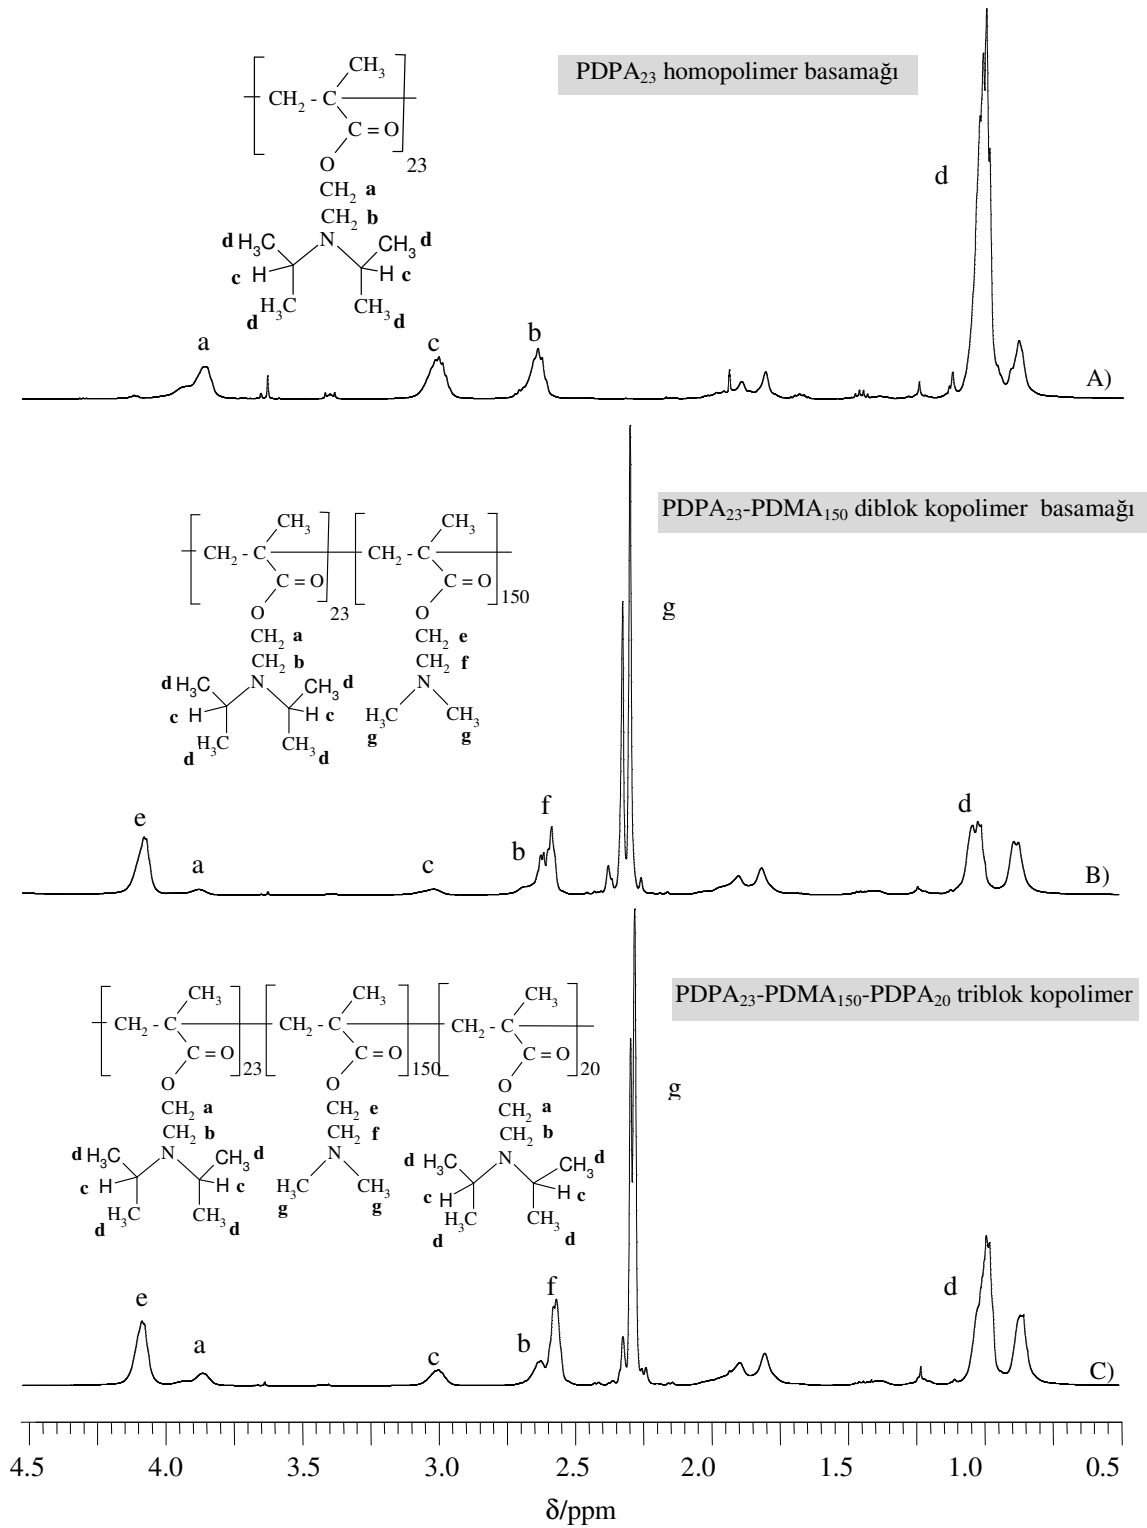 PDPA₂₃ homopolimer basamağı
CH₃
CH₂ - C
C = O
23
O
CH₂ a
CH₂ b
d H₃C N CH₃ d
c H H c
H₃C CH₃
d d
a c b d
A)
PDPA₂₃-PDMA₁₅₀ diblok kopolimer basamağı
CH₃ CH₃
CH₂ - C CH₂ - C
C = O C = O
23 150
O O
CH₂ a CH₂ e
CH₂ b CH₂ f
d H₃C N CH₃ d N
c H H c H₃C CH₃
g g
H₃C CH₃
d d
e a c b f g d
B)
PDPA₂₃-PDMA₁₅₀-PDPA₂₀ triblok kopolimer
CH₃ CH₃ CH₃
CH₂ - C CH₂ - C CH₂ - C
C = O C = O C = O
23 150 20
O O O
CH₂ a CH₂ e CH₂ a
CH₂ b CH₂ f CH₂ b
d H₃C N CH₃ d N d H₃C N CH₃ d
c H H c H₃C CH₃ c H H c
g g
H₃C CH₃ H₃C CH₃
d d d d
e a c b f g d
C)
4.5 4.0 3.5 3.0 2.5 2.0 1.5 1.0 0.5
δ/ppm